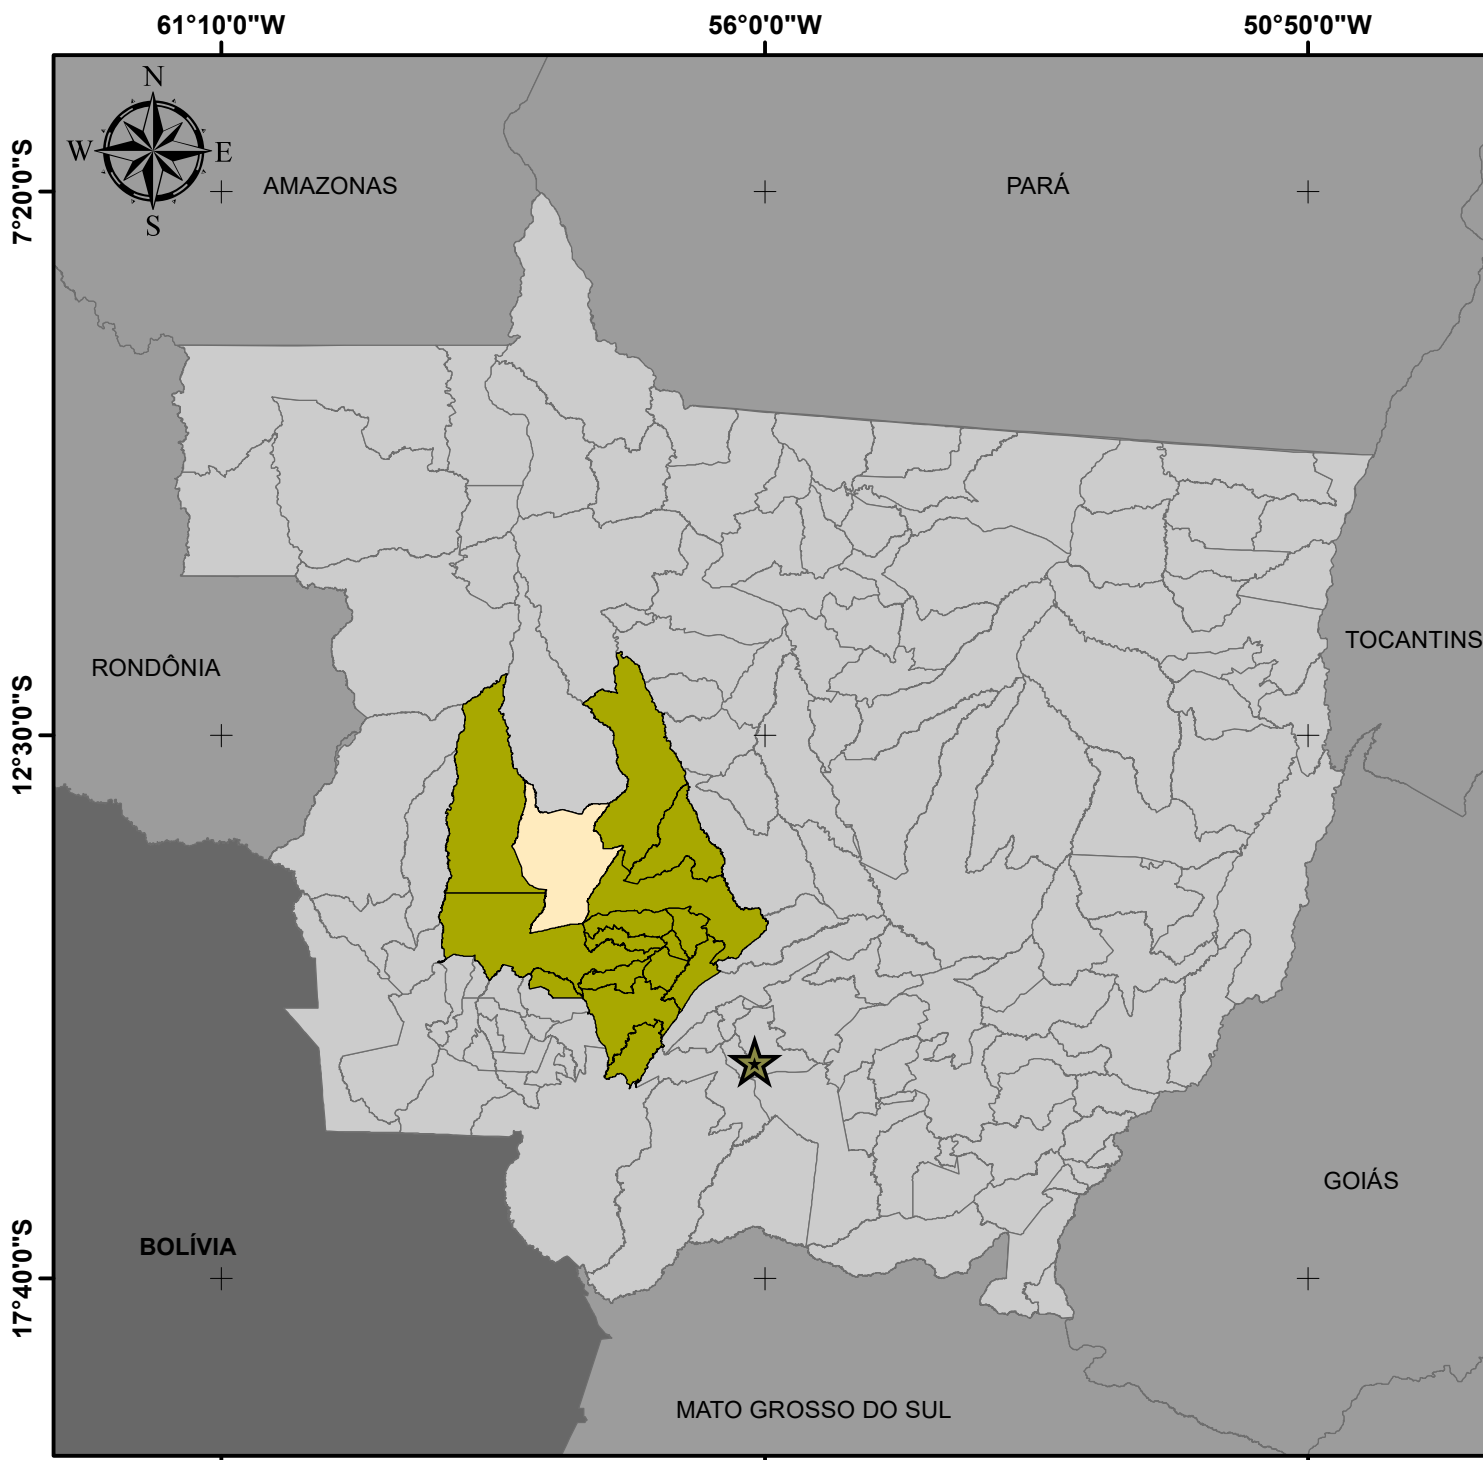 61°10'0"W
56°0'0"W
50°50'0"W
N
W
E
S
7°20'0"S
AMAZONAS
PARÁ
12°30'0"S
RONDÔNIA
TOCANTINS
17°40'0"S
BOLÍVIA
GOIÁS
MATO GROSSO DO SUL